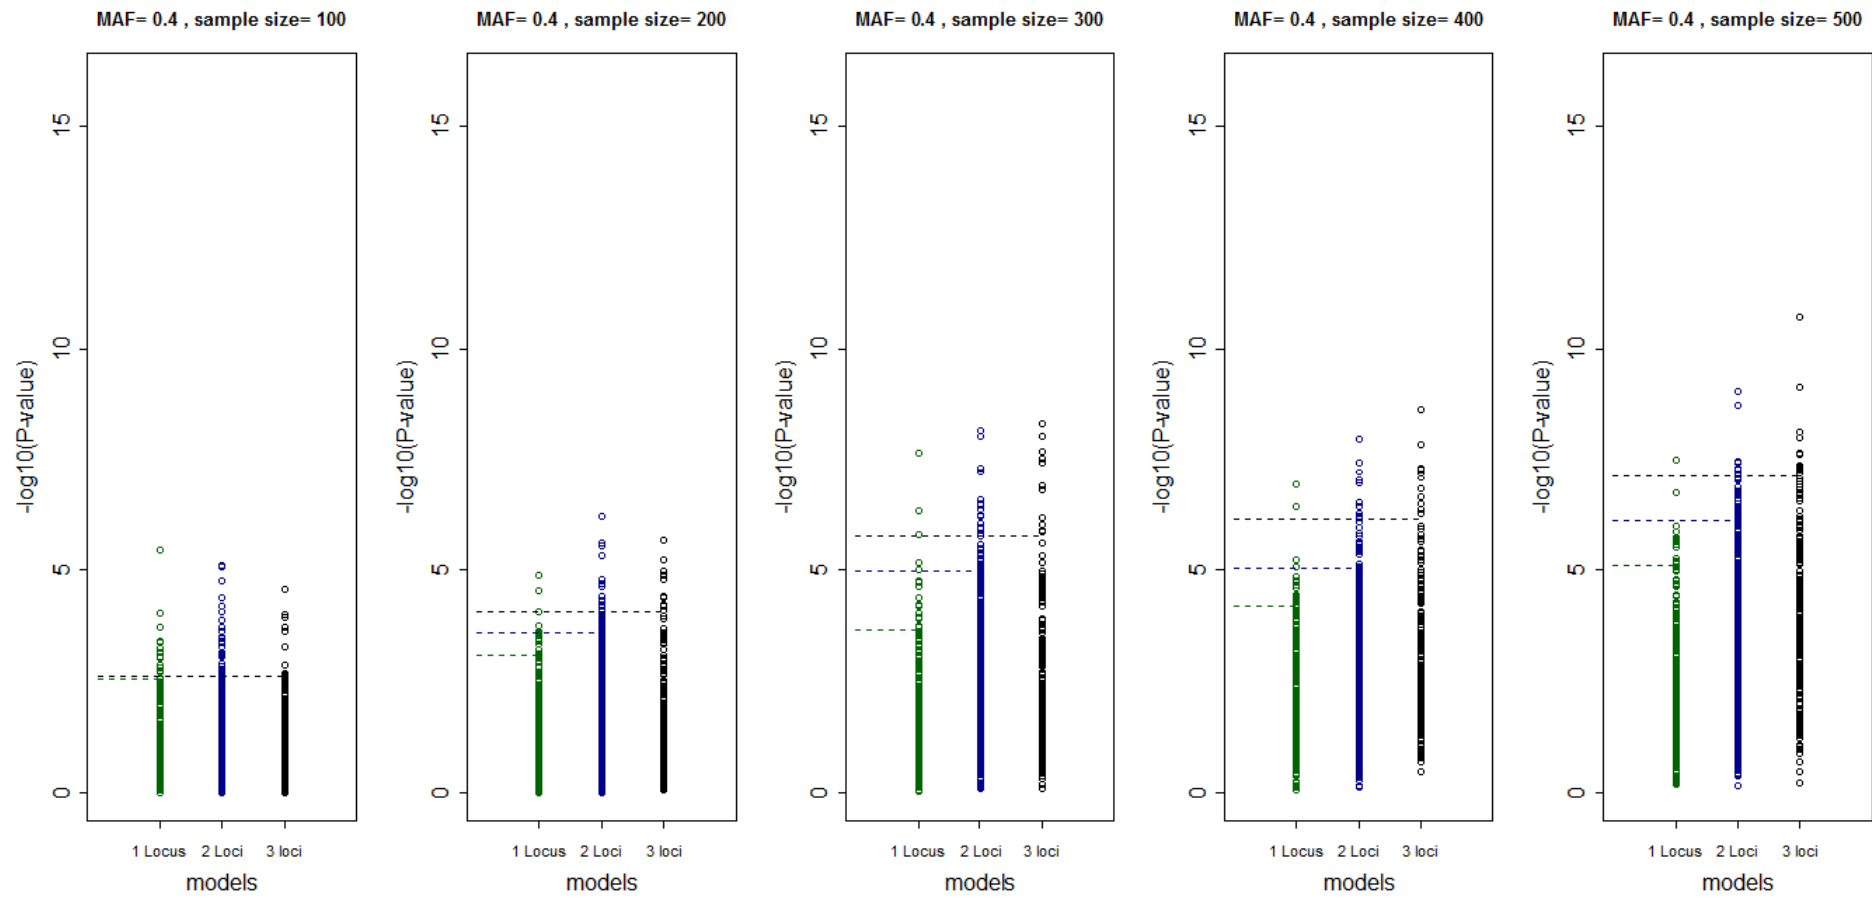 MAF= 0.4 , sample size= 100
-log10(P-value)
15
10
5
0
1 Locus 2 Loci 3 loci
models
MAF= 0.4 , sample size= 200
-log10(P-value)
15
10
5
0
1 Locus 2 Loci 3 loci
models
MAF= 0.4 , sample size= 300
-log10(P-value)
15
10
5
0
1 Locus 2 Loci 3 loci
models
MAF= 0.4 , sample size= 400
-log10(P-value)
15
10
5
0
1 Locus 2 Loci 3 loci
models
MAF= 0.4 , sample size= 500
-log10(P-value)
15
10
5
0
1 Locus 2 Loci 3 loci
models